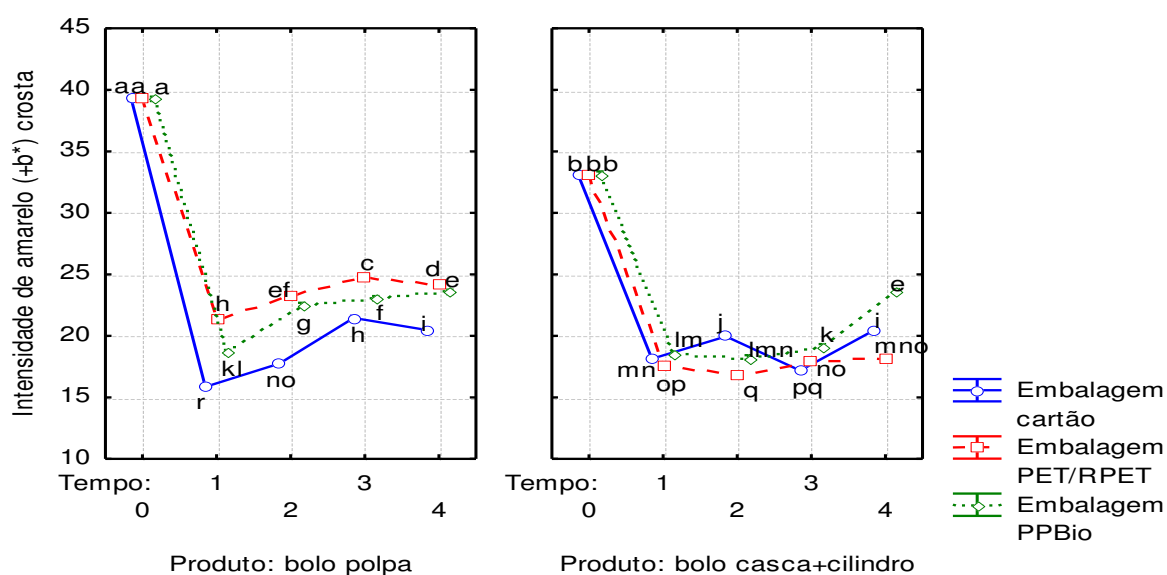 Intensidade de amarelo (+b*) crosta
45
40
35
30
25
20
15
10
a a a
h
ef
c
d
e
kl
g
f
h
i
no
r
Tempo: 1 3
0 2 4
Produto: bolo polpa
b b b
e
j
lm
lmn
k
i
mno
mn
op
q
pq
no
Tempo: 1 3
0 2 4
Produto: bolo casca+cilindro
Embalagem
cartão
Embalagem
PET/RPET
Embalagem
PPBio